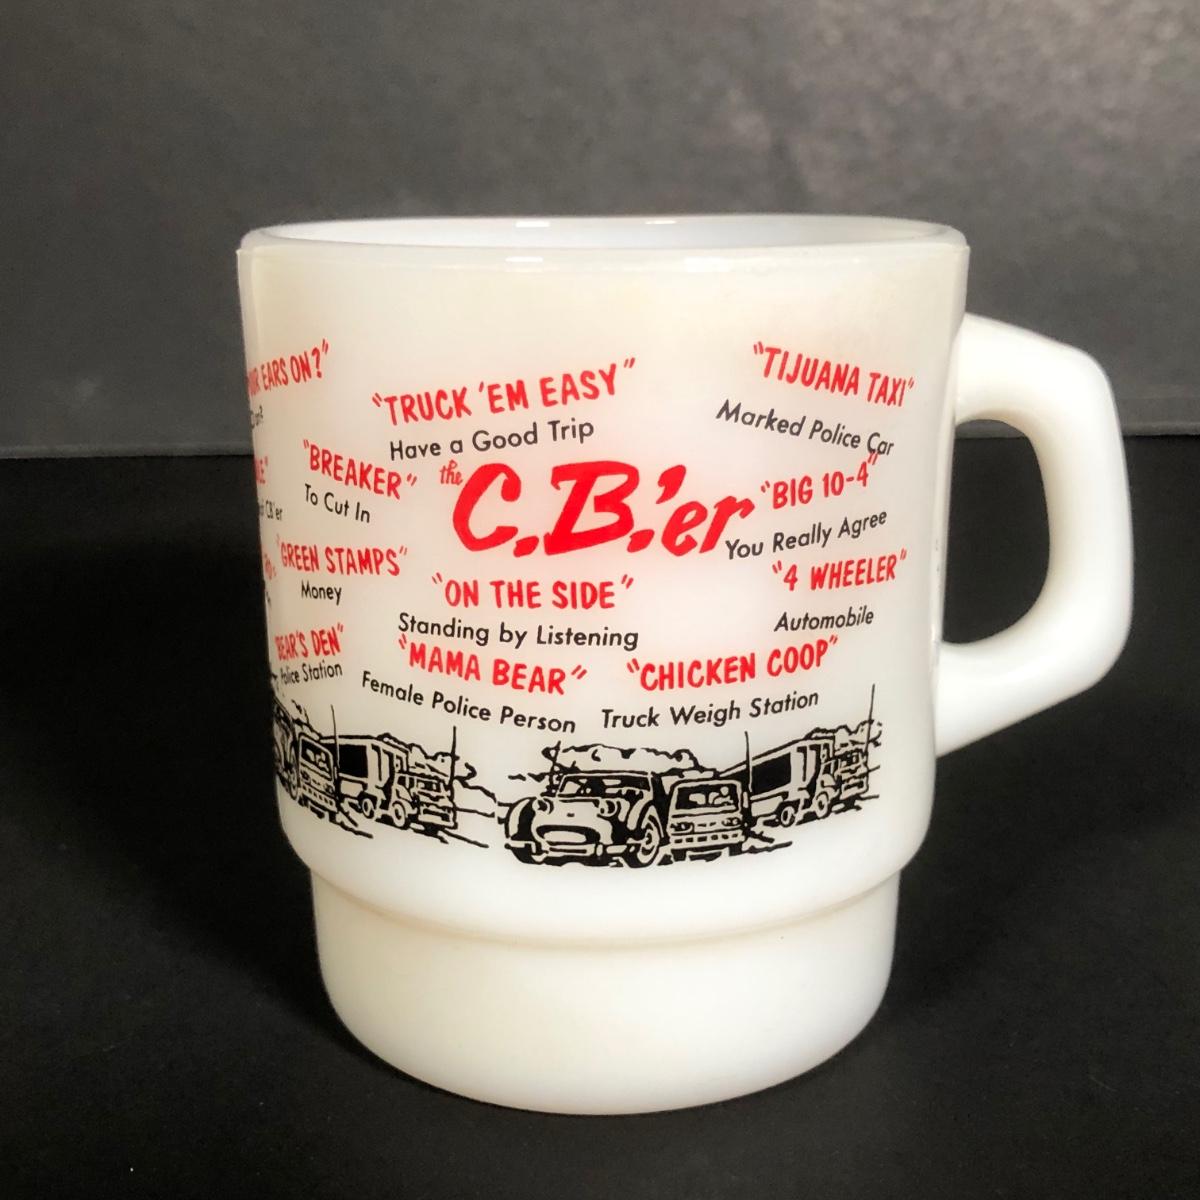 EARS ON?"
"TRUCK 'EM EASY"
Have a Good Trip
"TIJUANA TAXI"
Marked Police Car
"BREAKER"
To Cut In
the C.B.'er
"BIG 10-4"
You Really Agree
"GREEN STAMPS"
Money
"ON THE SIDE"
Standing by Listening
"4 WHEELER"
Automobile
BEAR'S DEN"
Police Station
"MAMA BEAR"
Female Police Person
"CHICKEN COOP"
Truck Weigh Station